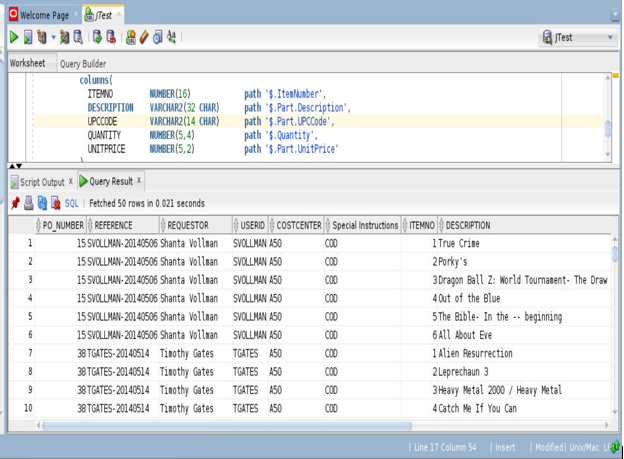 Welcome Page × JTest ×
JTest
Worksheet Query Builder
columns(
ITEMNO NUMBER(16) path '$.ItemNumber',
DESCRIPTION VARCHAR2(32 CHAR) path '$.Part.Description',
UPCCODE VARCHAR2(14 CHAR) path '$.Part.UPCCode',
QUANTITY NUMBER(5,4) path '$.Quantity',
UNITPRICE NUMBER(5,2) path '$.Part.UnitPrice'
Script Output × Query Result ×
SQL | Fetched 50 rows in 0.021 seconds
PO_NUMBER REFERENCE REQUESTOR USERID COSTCENTER Special Instructions ITEMNO DESCRIPTION
1 15 SVOLLMAN-20140506 Shanta Vollman SVOLLMAN A50 COD 1 True Crime
2 15 SVOLLMAN-20140506 Shanta Vollman SVOLLMAN A50 COD 2 Porky's
3 15 SVOLLMAN-20140506 Shanta Vollman SVOLLMAN A50 COD 3 Dragon Ball Z: World Tournament- The Draw
4 15 SVOLLMAN-20140506 Shanta Vollman SVOLLMAN A50 COD 4 Out of the Blue
5 15 SVOLLMAN-20140506 Shanta Vollman SVOLLMAN A50 COD 5 The Bible- In the -- beginning
6 15 SVOLLMAN-20140506 Shanta Vollman SVOLLMAN A50 COD 6 All About Eve
7 38 TGATES-20140514 Timothy Gates TGATES A50 COD 1 Alien Resurrection
8 38 TGATES-20140514 Timothy Gates TGATES A50 COD 2 Leprechaun 3
9 38 TGATES-20140514 Timothy Gates TGATES A50 COD 3 Heavy Metal 2000 / Heavy Metal
10 38 TGATES-20140514 Timothy Gates TGATES A50 COD 4 Catch Me If You Can
| Line 17 Column 54 | Insert | Modified| Unix/Mac: LF